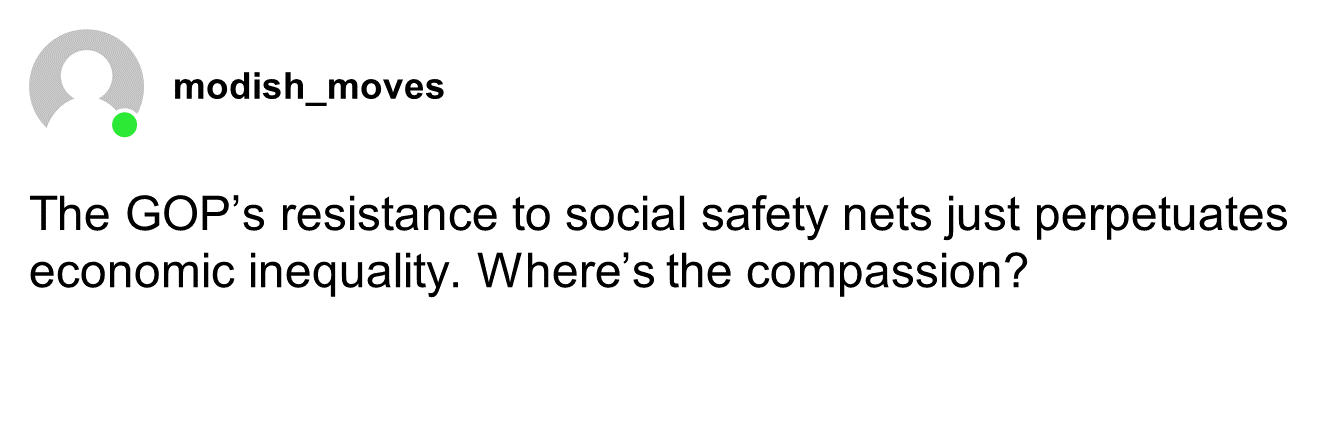 modish_moves
The GOP’s resistance to social safety nets just perpetuates
economic inequality. Where’s the compassion?